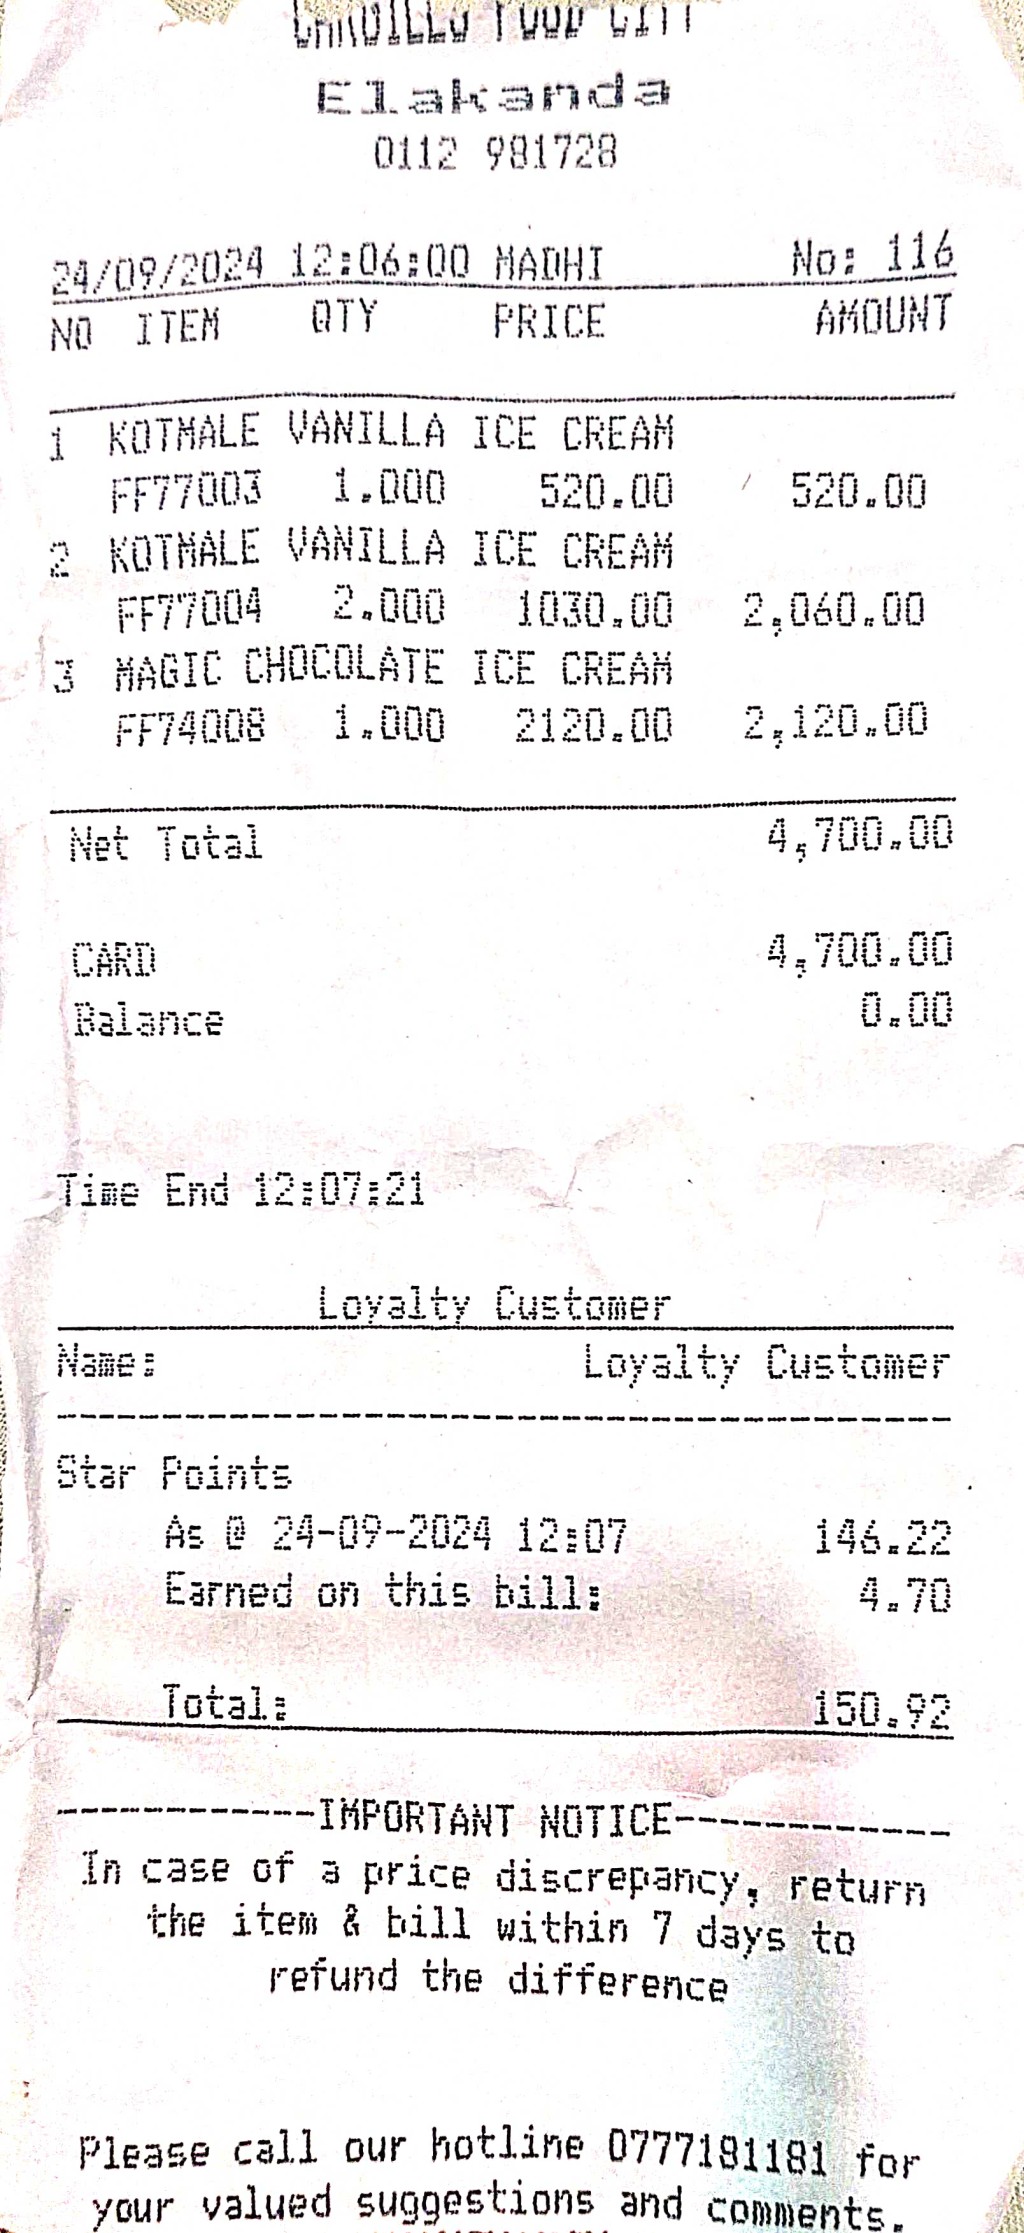 CARGILLS FOOD CITY
Elakanda
0112 981728
24/09/2024 12:06:00 MADHI No: 116
NO ITEM QTY PRICE AMOUNT
1 KOTMALE VANILLA ICE CREAM
FF77003 1.000 520.00 520.00
2 KOTMALE VANILLA ICE CREAM
FF77004 2.000 1030.00 2,060.00
3 MAGIC CHOCOLATE ICE CREAM
FF74008 1.000 2120.00 2,120.00
Net Total 4,700.00
CARD 4,700.00
Balance 0.00
Time End 12:07:21
Loyalty Customer
Name: Loyalty Customer
Star Points
As @ 24-09-2024 12:07 146.22
Earned on this bill: 4.70
Total: 150.92
------------IMPORTANT NOTICE------------
In case of a price discrepancy, return
the item & bill within 7 days to
refund the difference
Please call our hotline 0777181181 for
your valued suggestions and comments.